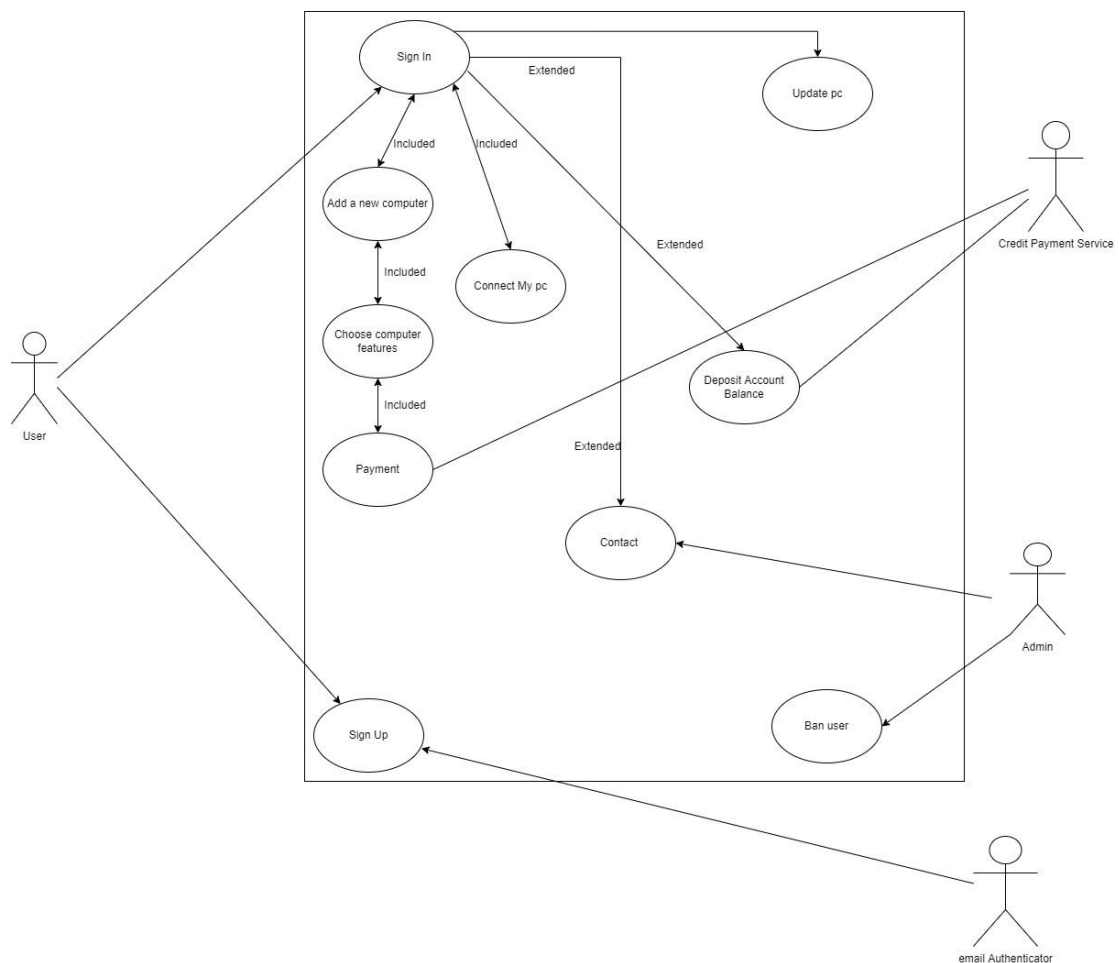 Sign In
Extended
Update pc
Included
Included
Add a new computer
Credit Payment Service
Extended
Included
Connect My pc
Choose computer
features
Deposit Account
Balance
Included
User
Extended
Payment
Contact
Admin
Sign Up
Ban user
email Authenticator